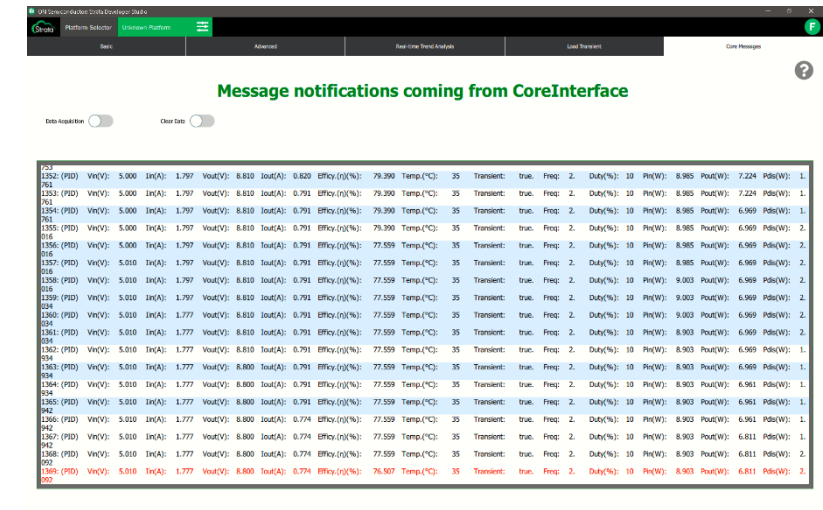 ON Semiconductor Strata Developer Studio
Strata Platform Selector Unknown Platform F
Basic Advanced Real-time Trend Analysis Load Transient Core Messages
?
Message notifications coming from CoreInterface
Data Acquisition Clear Data
753
1352: (PID) Vin(V): 5.000 Iin(A): 1.797 Vout(V): 8.810 Iout(A): 0.820 Efficy.(η)(%): 79.390 Temp.(°C): 35 Transient: true. Freq: 2. Duty(%): 10 Pin(W): 8.985 Pout(W): 7.224 Pdis(W): 1.
761
1353: (PID) Vin(V): 5.000 Iin(A): 1.797 Vout(V): 8.810 Iout(A): 0.791 Efficy.(η)(%): 79.390 Temp.(°C): 35 Transient: true. Freq: 2. Duty(%): 10 Pin(W): 8.985 Pout(W): 7.224 Pdis(W): 1.
761
1354: (PID) Vin(V): 5.000 Iin(A): 1.797 Vout(V): 8.810 Iout(A): 0.791 Efficy.(η)(%): 79.390 Temp.(°C): 35 Transient: true. Freq: 2. Duty(%): 10 Pin(W): 8.985 Pout(W): 6.969 Pdis(W): 1.
761
1355: (PID) Vin(V): 5.000 Iin(A): 1.797 Vout(V): 8.810 Iout(A): 0.791 Efficy.(η)(%): 79.390 Temp.(°C): 35 Transient: true. Freq: 2. Duty(%): 10 Pin(W): 8.985 Pout(W): 6.969 Pdis(W): 2.
016
1356: (PID) Vin(V): 5.000 Iin(A): 1.797 Vout(V): 8.810 Iout(A): 0.791 Efficy.(η)(%): 77.559 Temp.(°C): 35 Transient: true. Freq: 2. Duty(%): 10 Pin(W): 8.985 Pout(W): 6.969 Pdis(W): 2.
016
1357: (PID) Vin(V): 5.010 Iin(A): 1.797 Vout(V): 8.810 Iout(A): 0.791 Efficy.(η)(%): 77.559 Temp.(°C): 35 Transient: true. Freq: 2. Duty(%): 10 Pin(W): 8.985 Pout(W): 6.969 Pdis(W): 2.
016
1358: (PID) Vin(V): 5.010 Iin(A): 1.797 Vout(V): 8.810 Iout(A): 0.791 Efficy.(η)(%): 77.559 Temp.(°C): 35 Transient: true. Freq: 2. Duty(%): 10 Pin(W): 9.003 Pout(W): 6.969 Pdis(W): 2.
016
1359: (PID) Vin(V): 5.010 Iin(A): 1.797 Vout(V): 8.810 Iout(A): 0.791 Efficy.(η)(%): 77.559 Temp.(°C): 35 Transient: true. Freq: 2. Duty(%): 10 Pin(W): 9.003 Pout(W): 6.969 Pdis(W): 2.
034
1360: (PID) Vin(V): 5.010 Iin(A): 1.777 Vout(V): 8.810 Iout(A): 0.791 Efficy.(η)(%): 77.559 Temp.(°C): 35 Transient: true. Freq: 2. Duty(%): 10 Pin(W): 9.003 Pout(W): 6.969 Pdis(W): 2.
034
1361: (PID) Vin(V): 5.010 Iin(A): 1.777 Vout(V): 8.810 Iout(A): 0.791 Efficy.(η)(%): 77.559 Temp.(°C): 35 Transient: true. Freq: 2. Duty(%): 10 Pin(W): 8.903 Pout(W): 6.969 Pdis(W): 2.
034
1362: (PID) Vin(V): 5.010 Iin(A): 1.777 Vout(V): 8.810 Iout(A): 0.791 Efficy.(η)(%): 77.559 Temp.(°C): 35 Transient: true. Freq: 2. Duty(%): 10 Pin(W): 8.903 Pout(W): 6.969 Pdis(W): 1.
934
1363: (PID) Vin(V): 5.010 Iin(A): 1.777 Vout(V): 8.800 Iout(A): 0.791 Efficy.(η)(%): 77.559 Temp.(°C): 35 Transient: true. Freq: 2. Duty(%): 10 Pin(W): 8.903 Pout(W): 6.969 Pdis(W): 1.
934
1364: (PID) Vin(V): 5.010 Iin(A): 1.777 Vout(V): 8.800 Iout(A): 0.791 Efficy.(η)(%): 77.559 Temp.(°C): 35 Transient: true. Freq: 2. Duty(%): 10 Pin(W): 8.903 Pout(W): 6.961 Pdis(W): 1.
934
1365: (PID) Vin(V): 5.010 Iin(A): 1.777 Vout(V): 8.800 Iout(A): 0.791 Efficy.(η)(%): 77.559 Temp.(°C): 35 Transient: true. Freq: 2. Duty(%): 10 Pin(W): 8.903 Pout(W): 6.961 Pdis(W): 1.
942
1366: (PID) Vin(V): 5.010 Iin(A): 1.777 Vout(V): 8.800 Iout(A): 0.774 Efficy.(η)(%): 77.559 Temp.(°C): 35 Transient: true. Freq: 2. Duty(%): 10 Pin(W): 8.903 Pout(W): 6.961 Pdis(W): 1.
942
1367: (PID) Vin(V): 5.010 Iin(A): 1.777 Vout(V): 8.800 Iout(A): 0.774 Efficy.(η)(%): 77.559 Temp.(°C): 35 Transient: true. Freq: 2. Duty(%): 10 Pin(W): 8.903 Pout(W): 6.811 Pdis(W): 1.
942
1368: (PID) Vin(V): 5.010 Iin(A): 1.777 Vout(V): 8.800 Iout(A): 0.774 Efficy.(η)(%): 77.559 Temp.(°C): 35 Transient: true. Freq: 2. Duty(%): 10 Pin(W): 8.903 Pout(W): 6.811 Pdis(W): 2.
092
1369: (PID) Vin(V): 5.010 Iin(A): 1.777 Vout(V): 8.800 Iout(A): 0.774 Efficy.(η)(%): 76.507 Temp.(°C): 35 Transient: true. Freq: 2. Duty(%): 10 Pin(W): 8.903 Pout(W): 6.811 Pdis(W): 2.
092